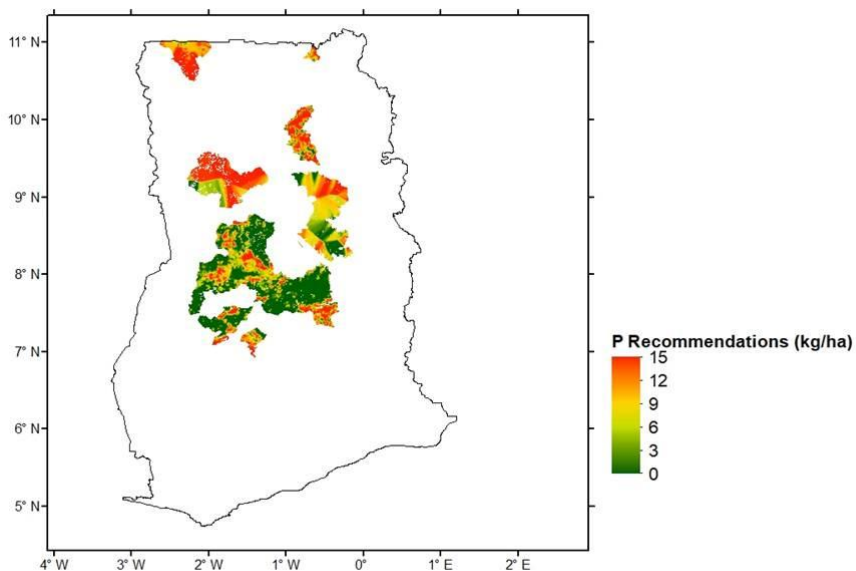 11° N
10° N
9° N
8° N
7° N
6° N
5° N
4° W
3° W
2° W
1° W
0°
1° E
2° E
P Recommendations (kg/ha)
15
12
9
6
3
0